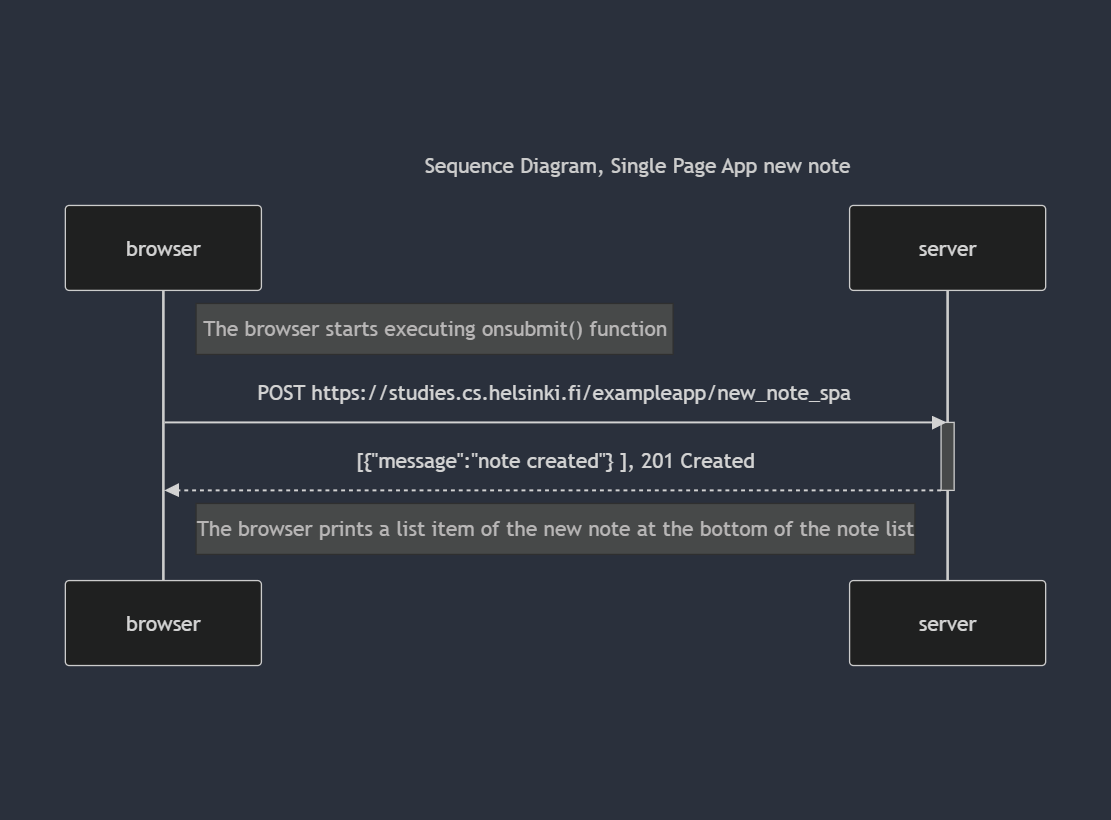 Sequence Diagram, Single Page App new note
browser
server
The browser starts executing onsubmit() function
POST https://studies.cs.helsinki.fi/exampleapp/new_note_spa
[{"message":"note created"} ], 201 Created
The browser prints a list item of the new note at the bottom of the note list
browser
server